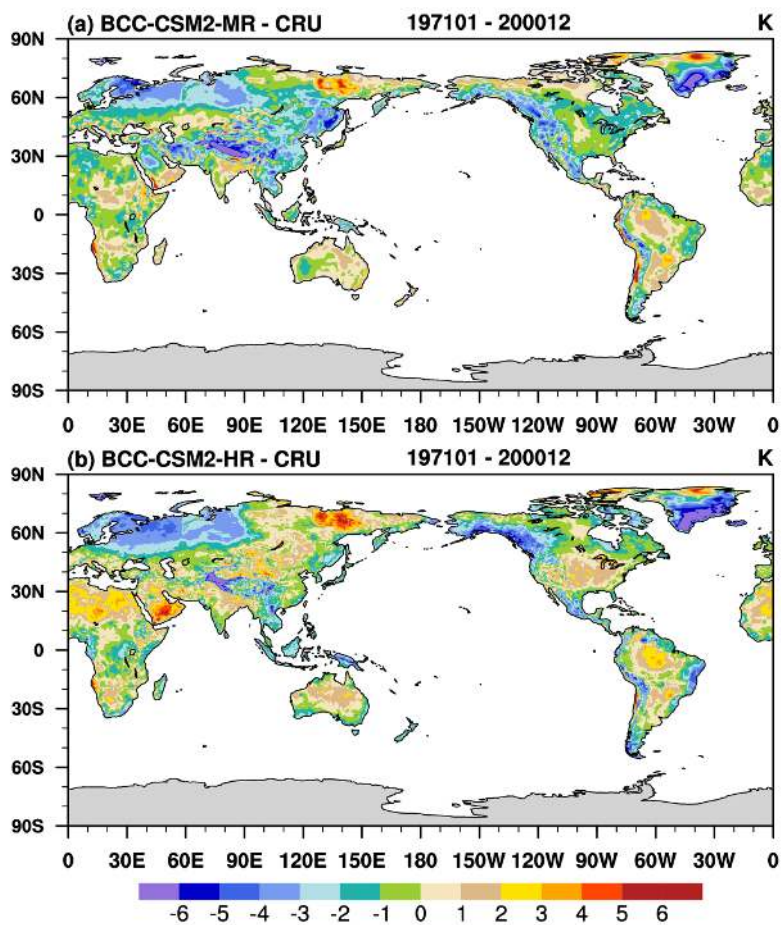 (a) BCC-CSM2-MR - CRU 197101 - 200012 K
90N
60N
30N
0
30S
60S
90S
0 30E 60E 90E 120E 150E 180 150W 120W 90W 60W 30W 0
(b) BCC-CSM2-HR - CRU 197101 - 200012 K
90N
60N
30N
0
30S
60S
90S
0 30E 60E 90E 120E 150E 180 150W 120W 90W 60W 30W 0
-6 -5 -4 -3 -2 -1 0 1 2 3 4 5 6